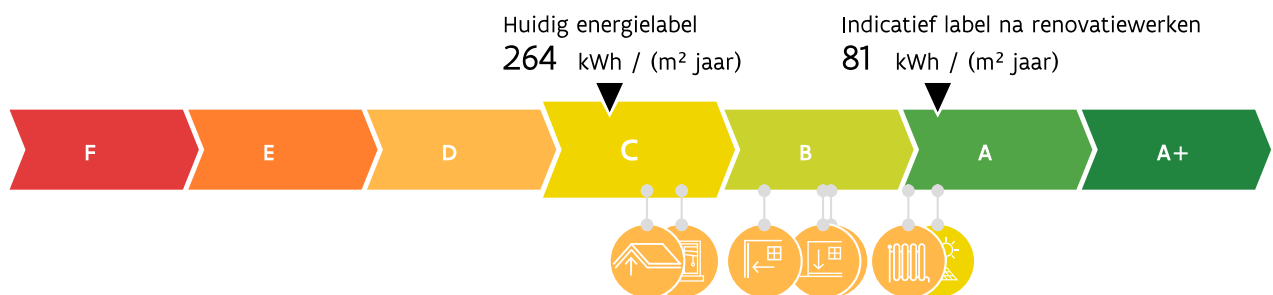 Huidig energielabel
264 kWh / (m² jaar)
Indicatief label na renovatiewerken
81 kWh / (m² jaar)
F E D C B A A+